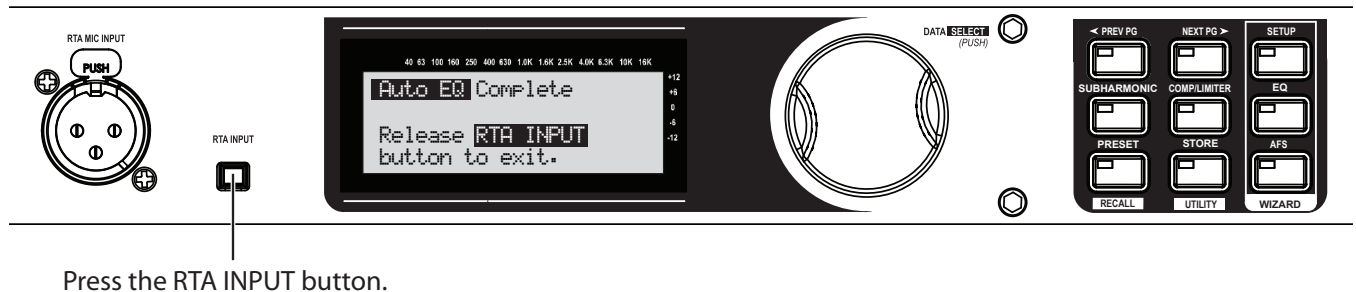 RTA MIC INPUT
PUSH
RTA INPUT
40 63 100 160 250 400 630 1.0K 1.6K 2.5K 4.0K 6.3K 10K 16K
+12
+6
0
-6
-12
Auto EQ Complete
Release RTA INPUT
button to exit.
DATA SELECT
(PUSH)
PREV PG
NEXT PG
SETUP
SUBHARMONIC
COMP/LIMITER
EQ
PRESET
STORE
AFS
RECALL
UTILITY
WIZARD
Press the RTA INPUT button.